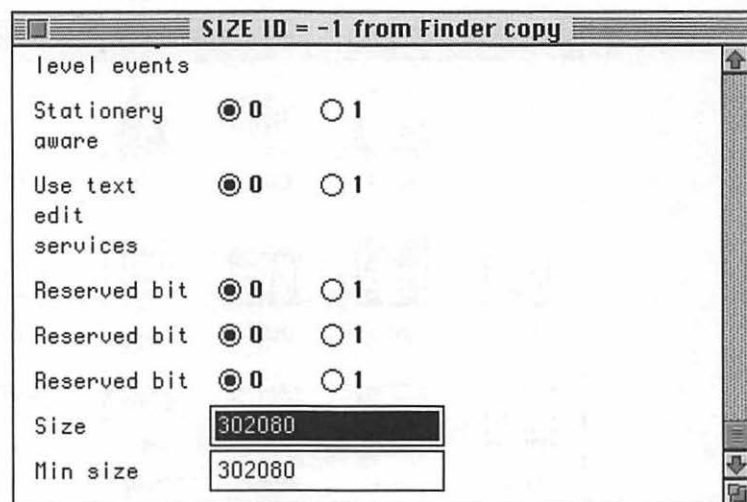 SIZE ID = -1 from Finder copy
level events
Stationery 0 1
aware
Use text 0 1
edit
services
Reserved bit 0 1
Reserved bit 0 1
Reserved bit 0 1
Size 302080
Min size 302080